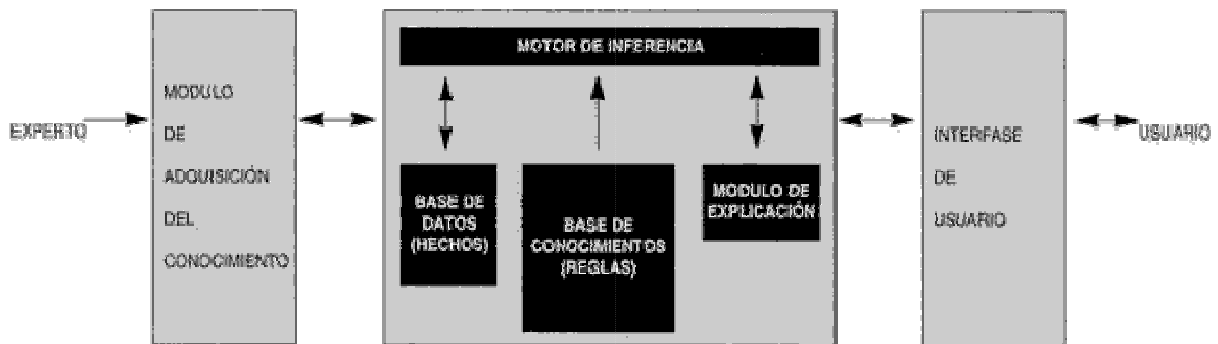 EXPERTO
MODULO
DE
ADQUISICIÓN
DEL
CONOCIMIENTO
MOTOR DE INFERENCIA
BASE DE
DATOS
(HECHOS)
BASE DE
CONOCIMIENTOS
(REGLAS)
MODULO DE
EXPLICACIÓN
INTERFASE
DE
USUARIO
USUARIO